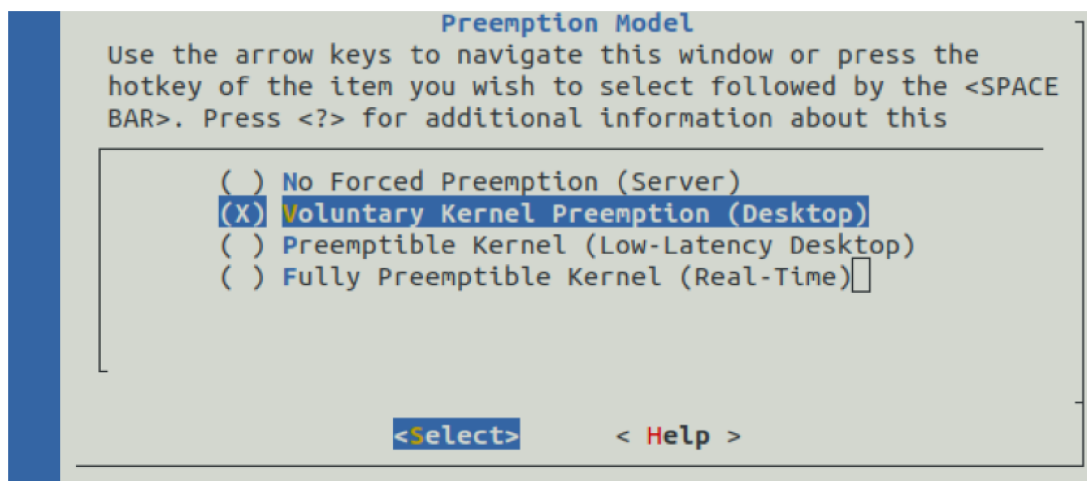 Preemption Model
Use the arrow keys to navigate this window or press the
hotkey of the item you wish to select followed by the <SPACE
BAR>. Press <?> for additional information about this
( ) No Forced Preemption (Server)
(X) Voluntary Kernel Preemption (Desktop)
( ) Preemptible Kernel (Low-Latency Desktop)
( ) Fully Preemptible Kernel (Real-Time)
<Select> < Help >